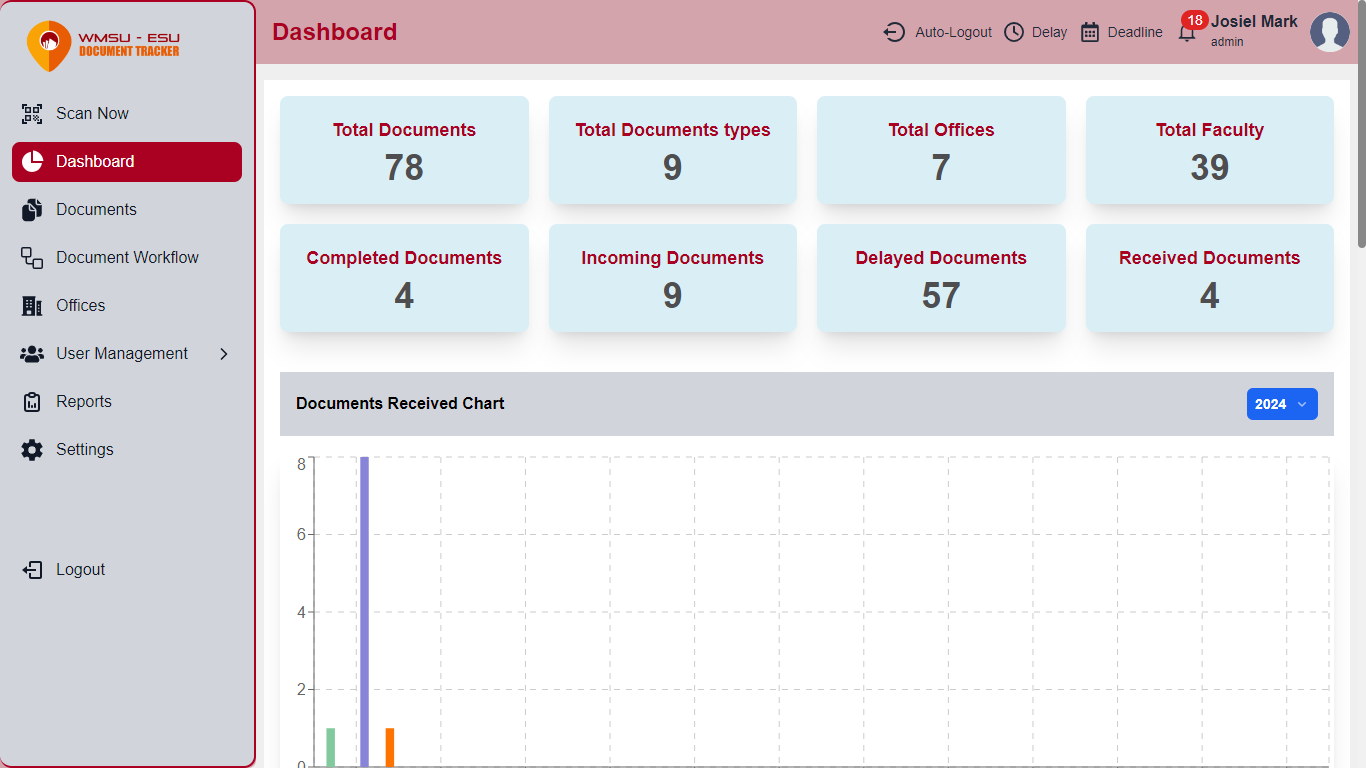 WMSU - ESU
DOCUMENT TRACKER
Scan Now
Dashboard
Documents
Document Workflow
Offices
User Management
Reports
Settings
Logout
Dashboard
Auto-Logout
Delay
Deadline
18
Josiel Mark
admin
Total Documents
78
Total Documents types
9
Total Offices
7
Total Faculty
39
Completed Documents
4
Incoming Documents
9
Delayed Documents
57
Received Documents
4
Documents Received Chart
2024
8
6
4
2
0